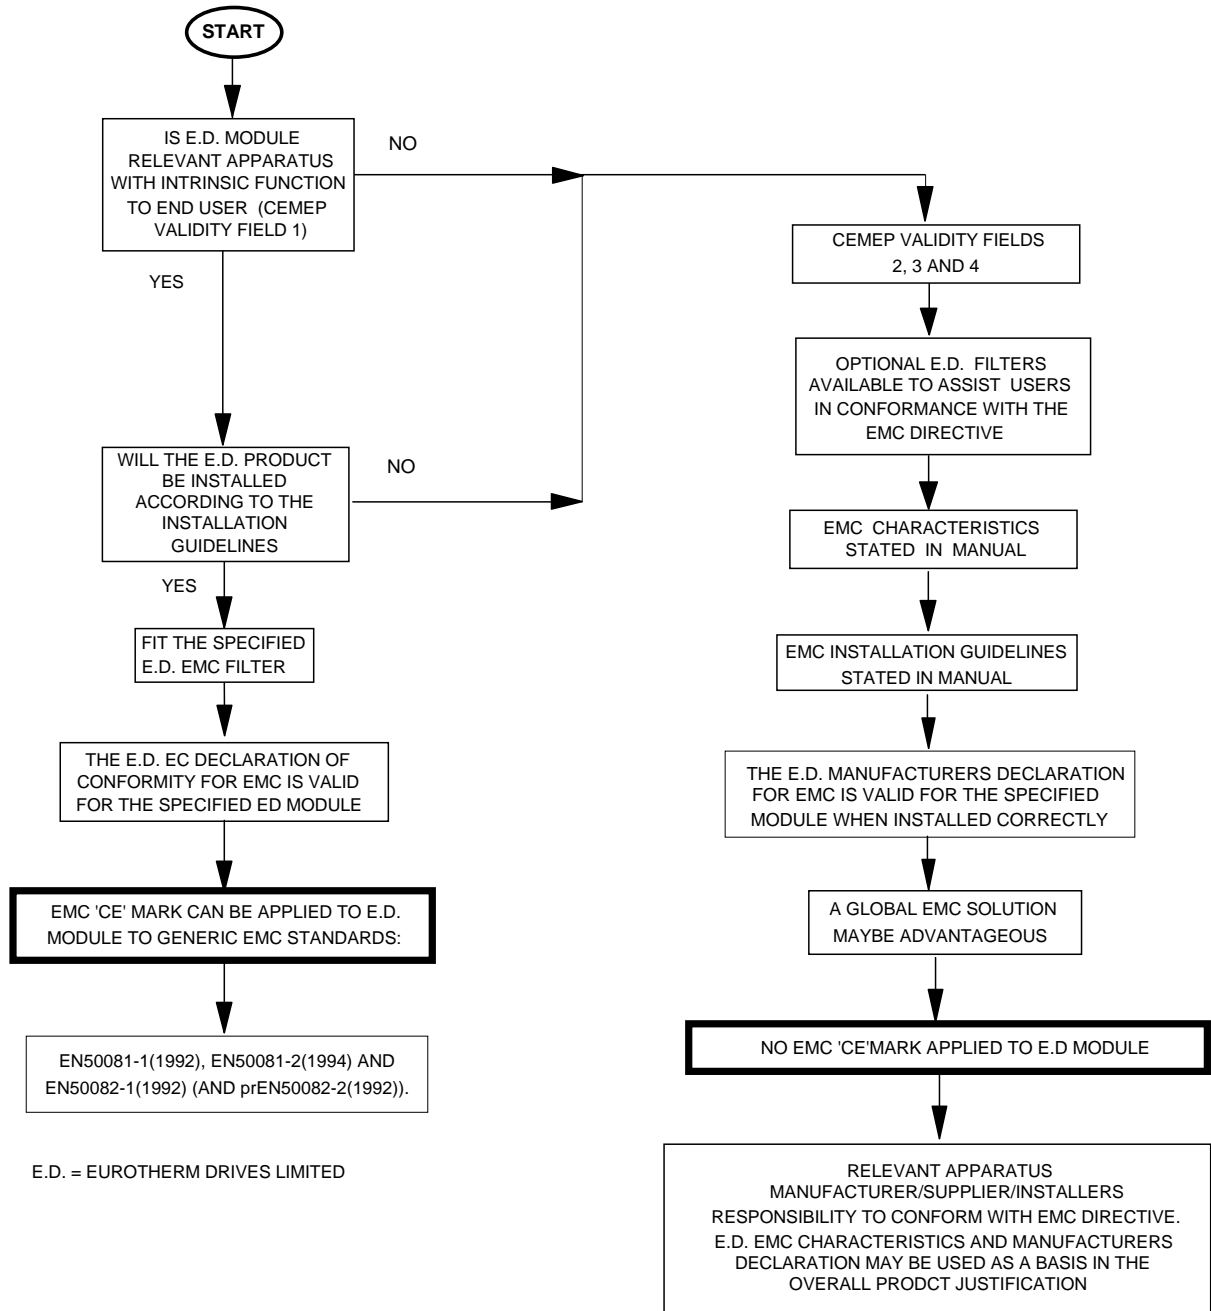 START
IS E.D. MODULE
RELEVANT APPARATUS
WITH INTRINSIC FUNCTION
TO END USER (CEMEP
VALIDITY FIELD 1)
NO
YES
WILL THE E.D. PRODUCT
BE INSTALLED
ACCORDING TO THE
INSTALLATION
GUIDELINES
NO
YES
FIT THE SPECIFIED
E.D. EMC FILTER
THE E.D. EC DECLARATION OF
CONFORMITY FOR EMC IS VALID
FOR THE SPECIFIED ED MODULE
EMC 'CE' MARK CAN BE APPLIED TO E.D.
MODULE TO GENERIC EMC STANDARDS:
EN50081-1(1992), EN50081-2(1994) AND
EN50082-1(1992) (AND prEN50082-2(1992)).
E.D. = EUROTHERM DRIVES LIMITED
CEMEP VALIDITY FIELDS
2, 3 AND 4
OPTIONAL E.D. FILTERS
AVAILABLE TO ASSIST USERS
IN CONFORMANCE WITH THE
EMC DIRECTIVE
EMC CHARACTERISTICS
STATED IN MANUAL
EMC INSTALLATION GUIDELINES
STATED IN MANUAL
THE E.D. MANUFACTURERS DECLARATION
FOR EMC IS VALID FOR THE SPECIFIED
MODULE WHEN INSTALLED CORRECTLY
A GLOBAL EMC SOLUTION
MAYBE ADVANTAGEOUS
NO EMC 'CE'MARK APPLIED TO E.D MODULE
RELEVANT APPARATUS
MANUFACTURER/SUPPLIER/INSTALLERS
RESPONSIBILITY TO CONFORM WITH EMC DIRECTIVE.
E.D. EMC CHARACTERISTICS AND MANUFACTURERS
DECLARATION MAY BE USED AS A BASIS IN THE
OVERALL PRODCT JUSTIFICATION